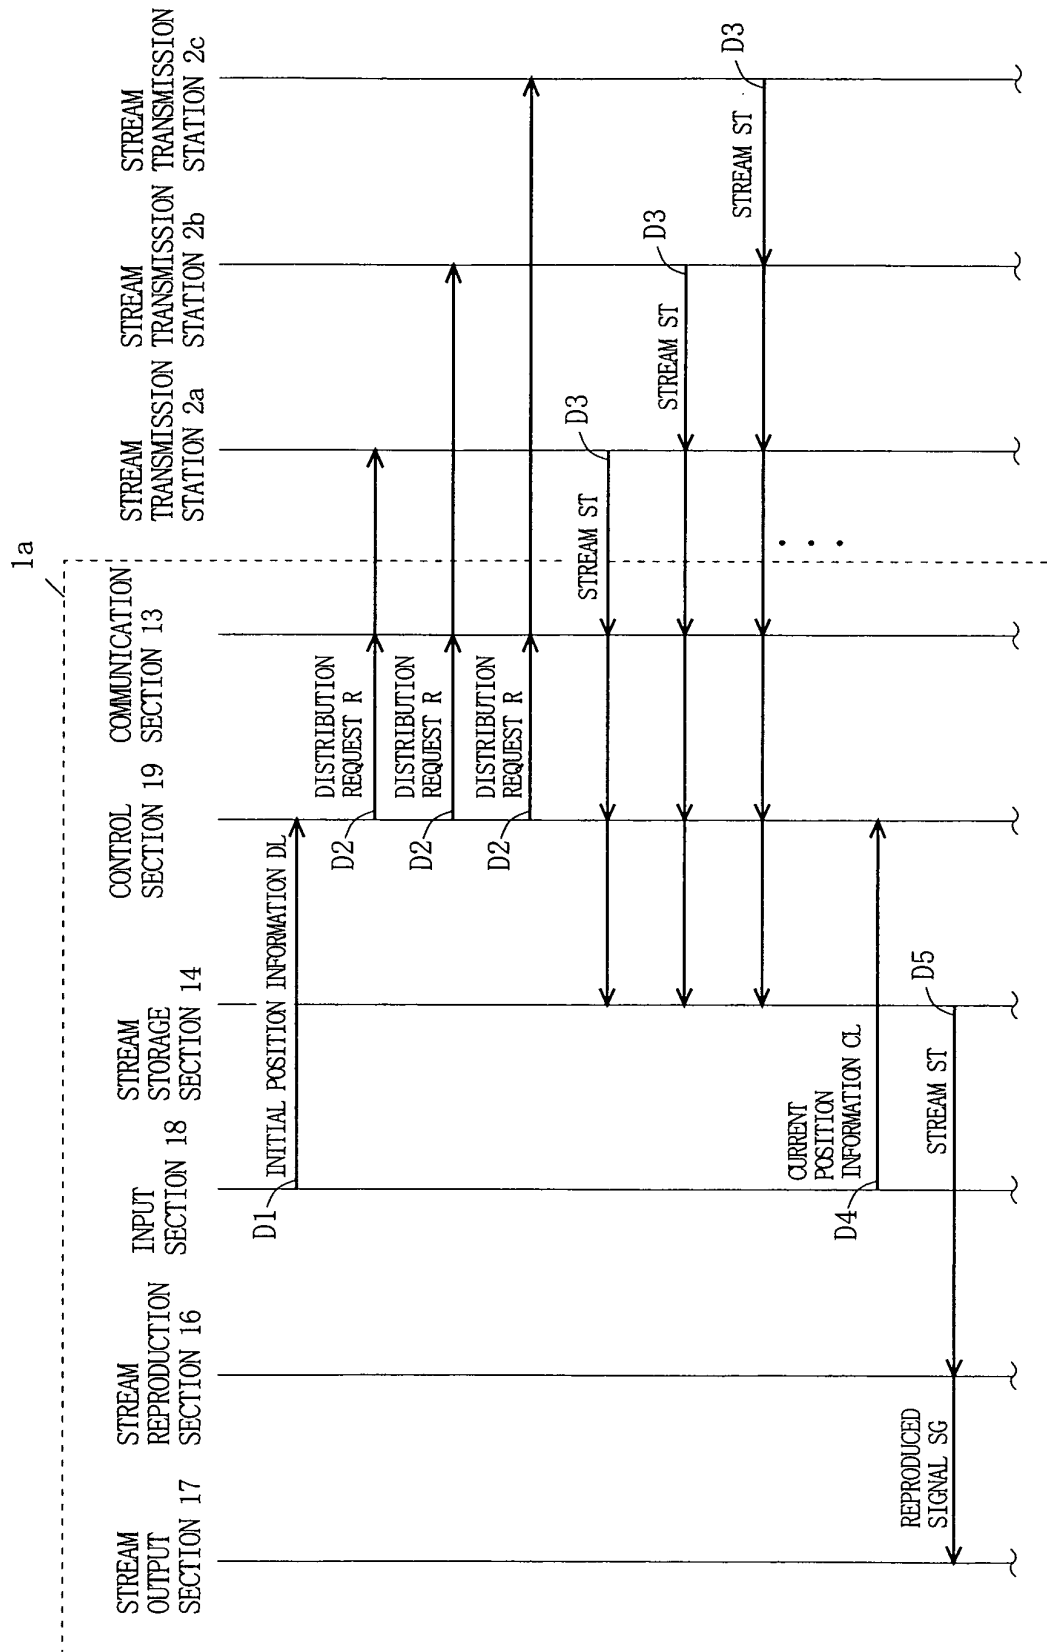 1a
STREAM
OUTPUT
SECTION 17
STREAM
REPRODUCTION
SECTION 16
INPUT
SECTION 18
STREAM
STORAGE
SECTION 14
CONTROL
SECTION 19
COMMUNICATION
SECTION 13
STREAM
TRANSMISSION
STATION 2a
STREAM
TRANSMISSION
STATION 2b
STREAM
TRANSMISSION
STATION 2c
D1
INITIAL POSITION INFORMATION DL
DISTRIBUTION
REQUEST R
D2
DISTRIBUTION
REQUEST R
D2
DISTRIBUTION
REQUEST R
D2
STREAM ST
D3
STREAM ST
D3
STREAM ST
D3
. . .
CURRENT
POSITION
INFORMATION CL
D4
STREAM ST
D5
REPRODUCED
SIGNAL SG